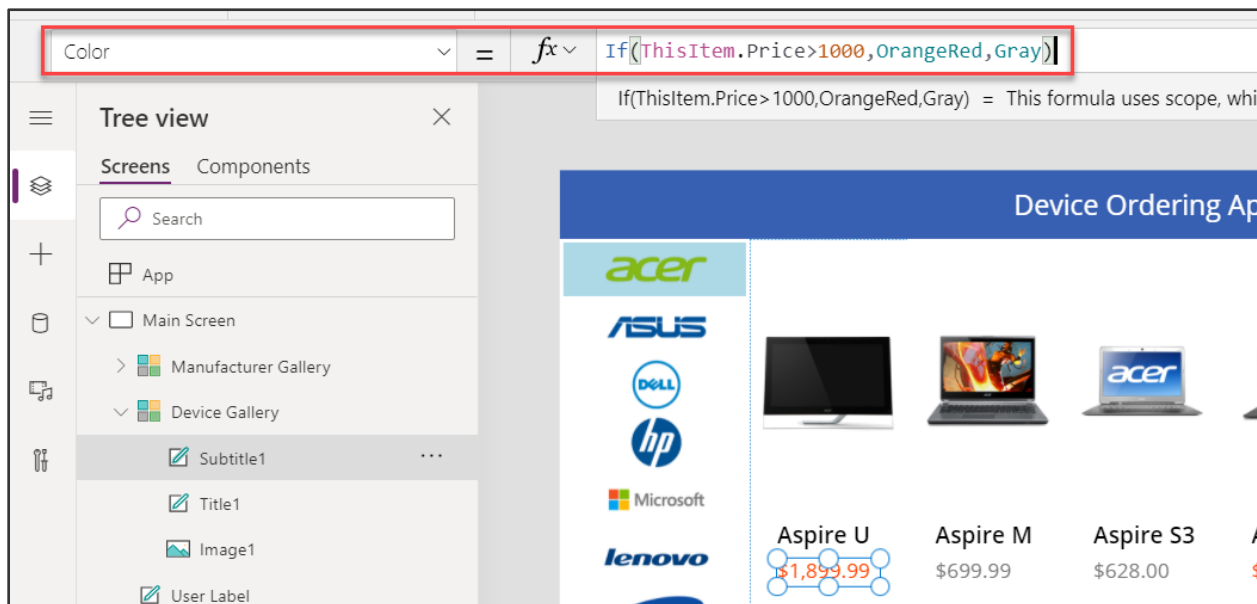 Color = fx If(ThisItem.Price>1000,OrangeRed,Gray)
If(ThisItem.Price>1000,OrangeRed,Gray) = This formula uses scope,
Tree view
Screens Components
Search
App
Main Screen
Manufacturer Gallery
Device Gallery
Subtitle1
Title1
Image1
User Label
Device Ordering
acer
ASUS
DELL
hp
Microsoft
lenovo
acer
Aspire U Aspire M Aspire S3
$1,899.99 $699.99 $628.00